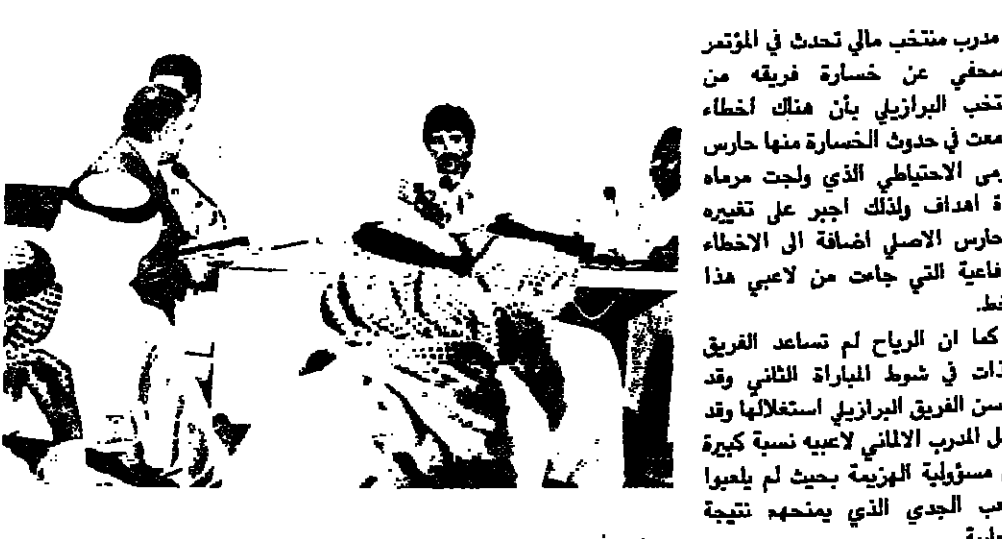 مدرب منتخب مالي تحدث في المؤتمر
صحفي عن خسارة فريقه من
تخب البرازيلي بأن هناك اخطاء
معت في حدوث الخسارة منها حارس
رمى الاحتياطي الذي ولجت مرماه
ة اهداف ولذلك اجبر على تغييره
حارس الاصلي اضافة الى الاخطاء
فاعية التي جاءت من لاعبي هذا
خط.
كما ان الرياح لم تساعد الفريق
ذات في شوط المباراة الثاني وقد
سن الفريق البرازيلي استغلالها وقد
ل المدرب الالماني لاعبيه نسبة كبيرة
مسؤولية الهزيمة بحيث لم يلعبوا
عب الجدي الذي يمنحهم نتيجة